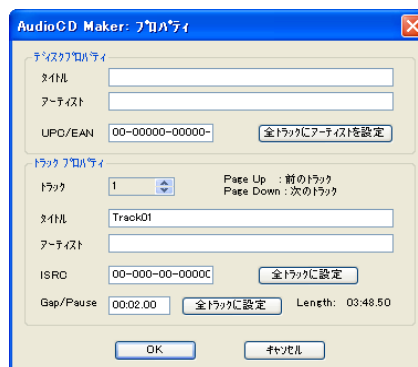 AudioCD Maker: ﾌﾟﾛﾊﾟﾃｨ
ﾃﾞｨｽｸﾌﾟﾛﾊﾟﾃｨ
ﾀｲﾄﾙ
ｱｰﾃｨｽﾄ
UPC/EAN 00-00000-00000- 全ﾄﾗｯｸにｱｰﾃｨｽﾄを設定
ﾄﾗｯｸ ﾌﾟﾛﾊﾟﾃｨ
ﾄﾗｯｸ 1 Page Up : 前のﾄﾗｯｸ
Page Down : 次のﾄﾗｯｸ
ﾀｲﾄﾙ Track01
ｱｰﾃｨｽﾄ
ISRC 00-000-00-0000C 全ﾄﾗｯｸに設定
Gap/Pause 00:02.00 全ﾄﾗｯｸに設定 Length: 03:48.50
OK ｷｬﾝｾﾙ